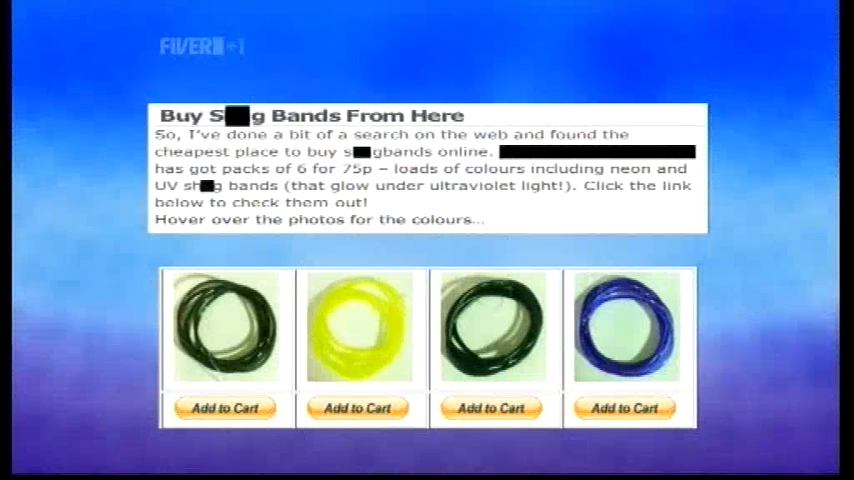 FIVER +1
Buy S g Bands From Here
So, I've done a bit of a search on the web and found the
cheapest place to buy s gbands online.
has got packs of 6 for 75p – loads of colours including neon and
UV sh g bands (that glow under ultraviolet light!). Click the link
below to check them out!
Hover over the photos for the colours...
Add to Cart Add to Cart Add to Cart Add to Cart